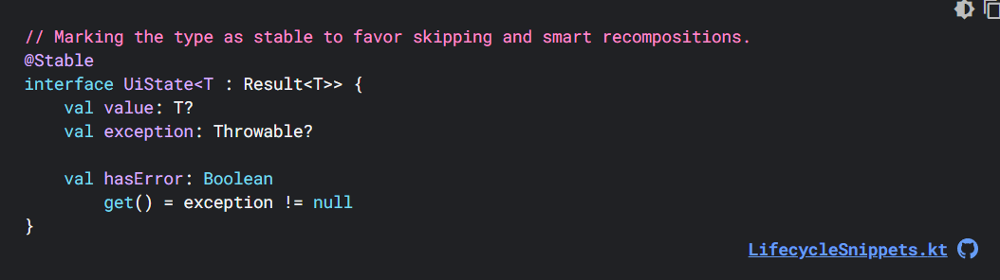 // Marking the type as stable to favor skipping and smart recompositions.
@Stable
interface UiState<T : Result<T>> {
    val value: T?
    val exception: Throwable?

    val hasError: Boolean
        get() = exception != null
}
LifecycleSnippets.kt